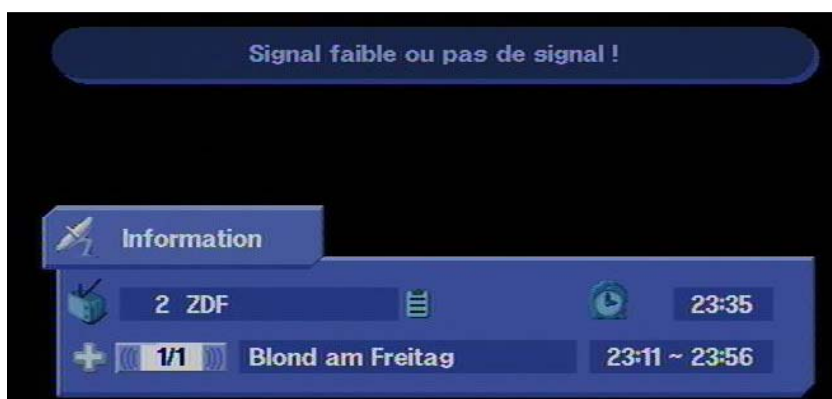 Signal faible ou pas de signal !
Information
2 ZDF 23:35
1/1 Blond am Freitag 23:11 ~ 23:56